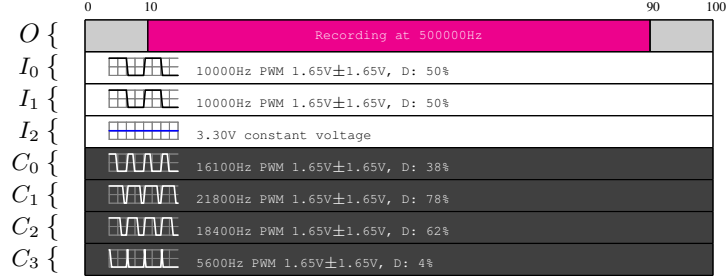 0 10 90 100
O { Recording at 500000Hz
I₀ { 10000Hz PWM 1.65V±1.65V, D: 50%
I₁ { 10000Hz PWM 1.65V±1.65V, D: 50%
I₂ { 3.30V constant voltage
C₀ { 16100Hz PWM 1.65V±1.65V, D: 38%
C₁ { 21800Hz PWM 1.65V±1.65V, D: 78%
C₂ { 18400Hz PWM 1.65V±1.65V, D: 62%
C₃ { 5600Hz PWM 1.65V±1.65V, D: 4%